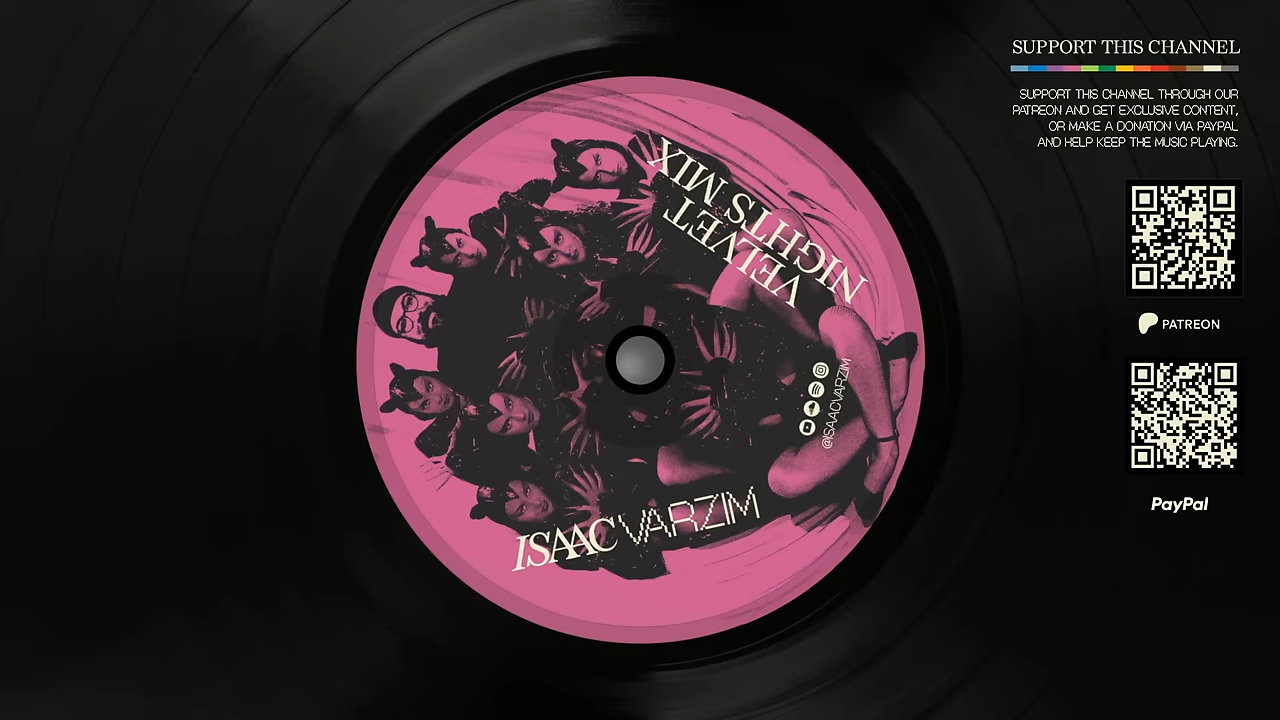 SUPPORT THIS CHANNEL
SUPPORT THIS CHANNEL THROUGH OUR
PATREON AND GET EXCLUSIVE CONTENT,
OR MAKE A DONATION VIA PAYPAL
AND HELP KEEP THE MUSIC PLAYING.
PATREON
PayPal
VELVET
NIGHTS MIX
@ISAACVARZIM
ISAAC VARZIM